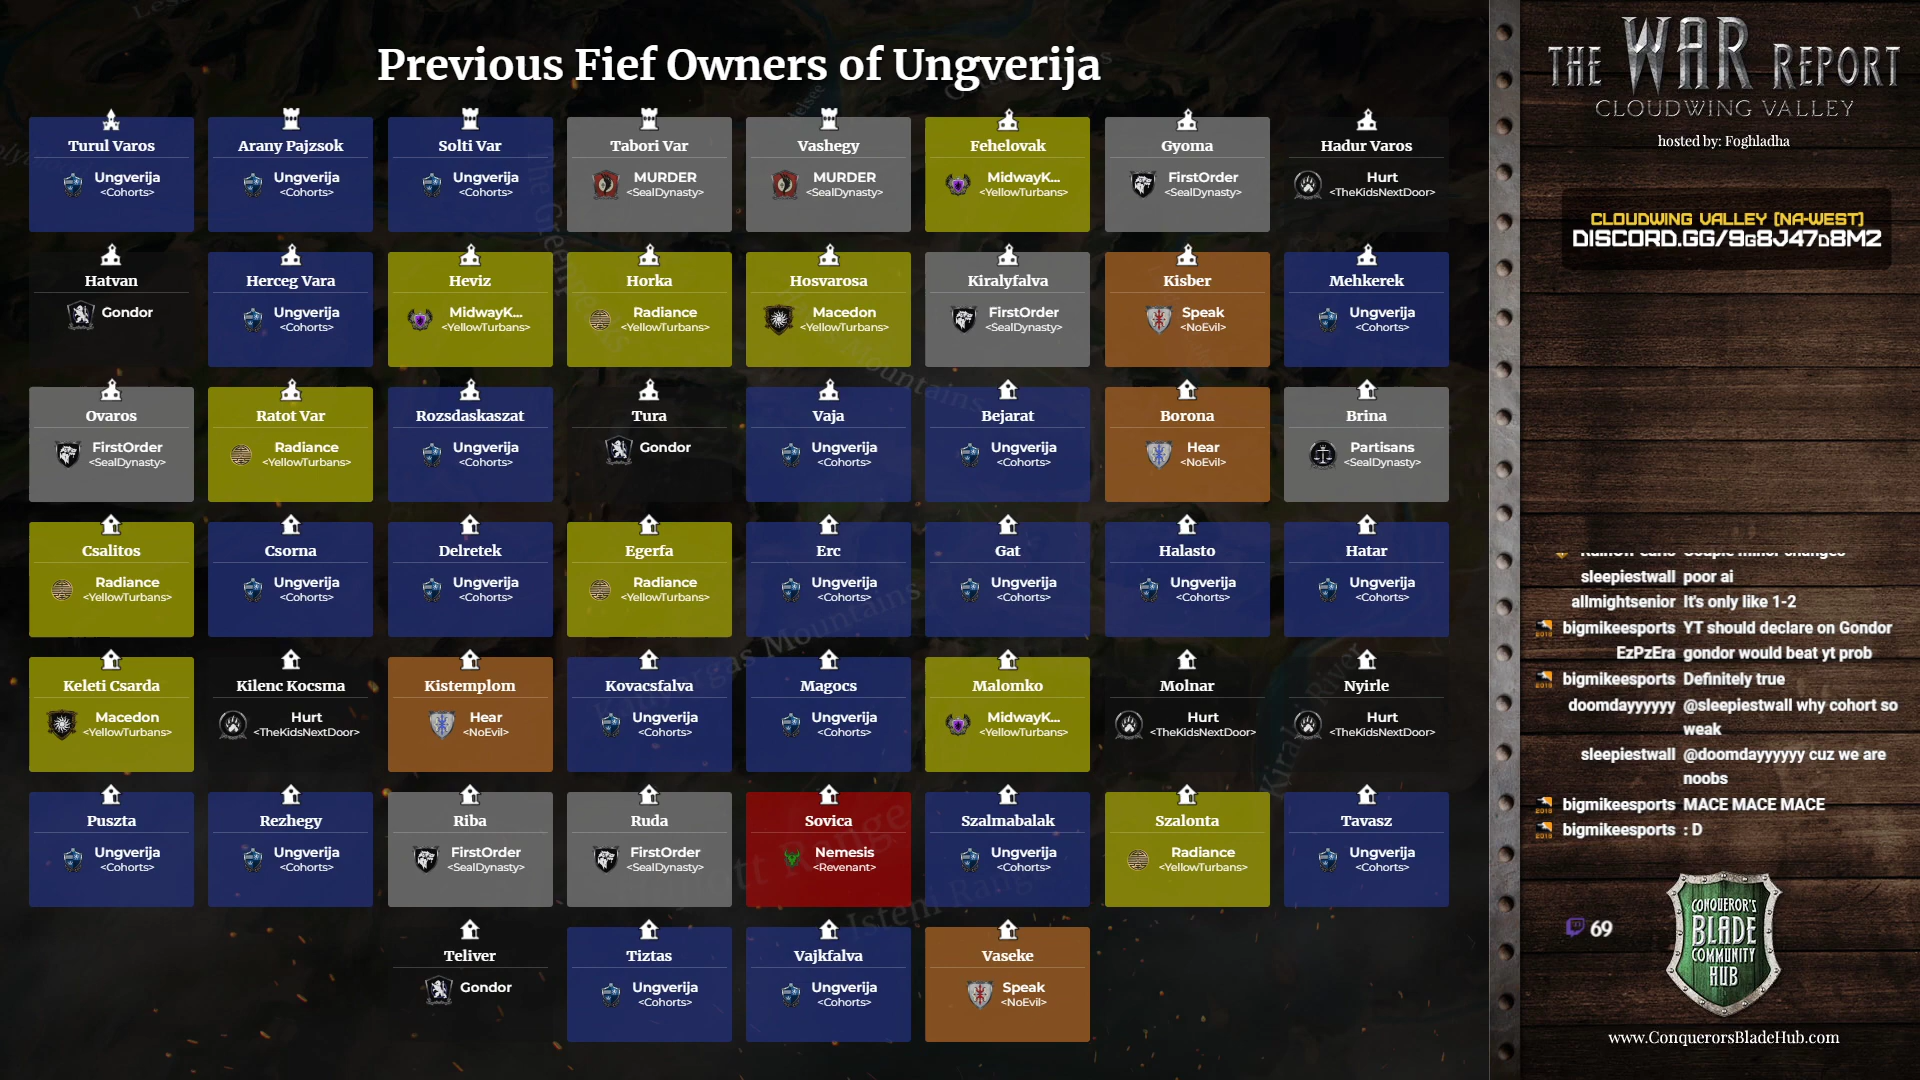 Previous Fief Owners of Ungverija
Turul Varos
Ungverija
<Cohorts>
Arany Pajzsok
Ungverija
<Cohorts>
Solti Var
Ungverija
<Cohorts>
Tabori Var
MURDER
<SealDynasty>
Vashegy
MURDER
<SealDynasty>
Fehelovak
MidwayK...
<YellowTurbans>
Gyoma
FirstOrder
<SealDynasty>
Hadur Varos
Hurt
<TheKidsNextDoor>
Hatvan
Gondor
Herceg Vara
Ungverija
<Cohorts>
Heviz
MidwayK...
<YellowTurbans>
Horka
Radiance
<YellowTurbans>
Hosvarosa
Macedon
<YellowTurbans>
Kiralyfalva
FirstOrder
<SealDynasty>
Kisber
Speak
<NoEvil>
Mehkerek
Ungverija
<Cohorts>
Ovaros
FirstOrder
<SealDynasty>
Ratot Var
Radiance
<YellowTurbans>
Rozsdaskaszat
Ungverija
<Cohorts>
Tura
Gondor
Vaja
Ungverija
<Cohorts>
Bejarat
Ungverija
<Cohorts>
Borona
Hear
<NoEvil>
Brina
Partisans
<SealDynasty>
Csalitos
Radiance
<YellowTurbans>
Csorna
Ungverija
<Cohorts>
Delretek
Ungverija
<Cohorts>
Egerfa
Radiance
<YellowTurbans>
Erc
Ungverija
<Cohorts>
Gat
Ungverija
<Cohorts>
Halasto
Ungverija
<Cohorts>
Hatar
Ungverija
<Cohorts>
Keleti Csarda
Macedon
<YellowTurbans>
Kilenc Kocsma
Hurt
<TheKidsNextDoor>
Kistemplom
Hear
<NoEvil>
Kovacsfalva
Ungverija
<Cohorts>
Magocs
Ungverija
<Cohorts>
Malomko
MidwayK...
<YellowTurbans>
Molnar
Hurt
<TheKidsNextDoor>
Nyirle
Hurt
<TheKidsNextDoor>
Puszta
Ungverija
<Cohorts>
Rezhegy
Ungverija
<Cohorts>
Riba
FirstOrder
<SealDynasty>
Ruda
FirstOrder
<SealDynasty>
Sovica
Nemesis
<Revenant>
Szalmabalak
Ungverija
<Cohorts>
Szalonta
Radiance
<YellowTurbans>
Tavasz
Ungverija
<Cohorts>
Teliver
Gondor
Tiztas
Ungverija
<Cohorts>
Vajkfalva
Ungverija
<Cohorts>
Vaseke
Speak
<NoEvil>
THE WAR REPORT
CLOUDWING VALLEY
hosted by: Foghladha
CLOUDWING VALLEY [NA-WEST]
DISCORD.GG/9G8J47D8M2
Couple minor changes
sleepiestwall poor ai
allmightsenior It's only like 1-2
bigmikeesports YT should declare on Gondor
EzPzEra gondor would beat yt prob
bigmikeesports Definitely true
doomdayyyyyy @sleepiestwall why cohort so
weak
sleepiestwall @doomdayyyyyy cuz we are
noobs
bigmikeesports MACE MACE MACE
bigmikeesports : D
69
CONQUEROR'S
BLADE
COMMUNITY
HUB
www.ConquerorsBladeHub.com